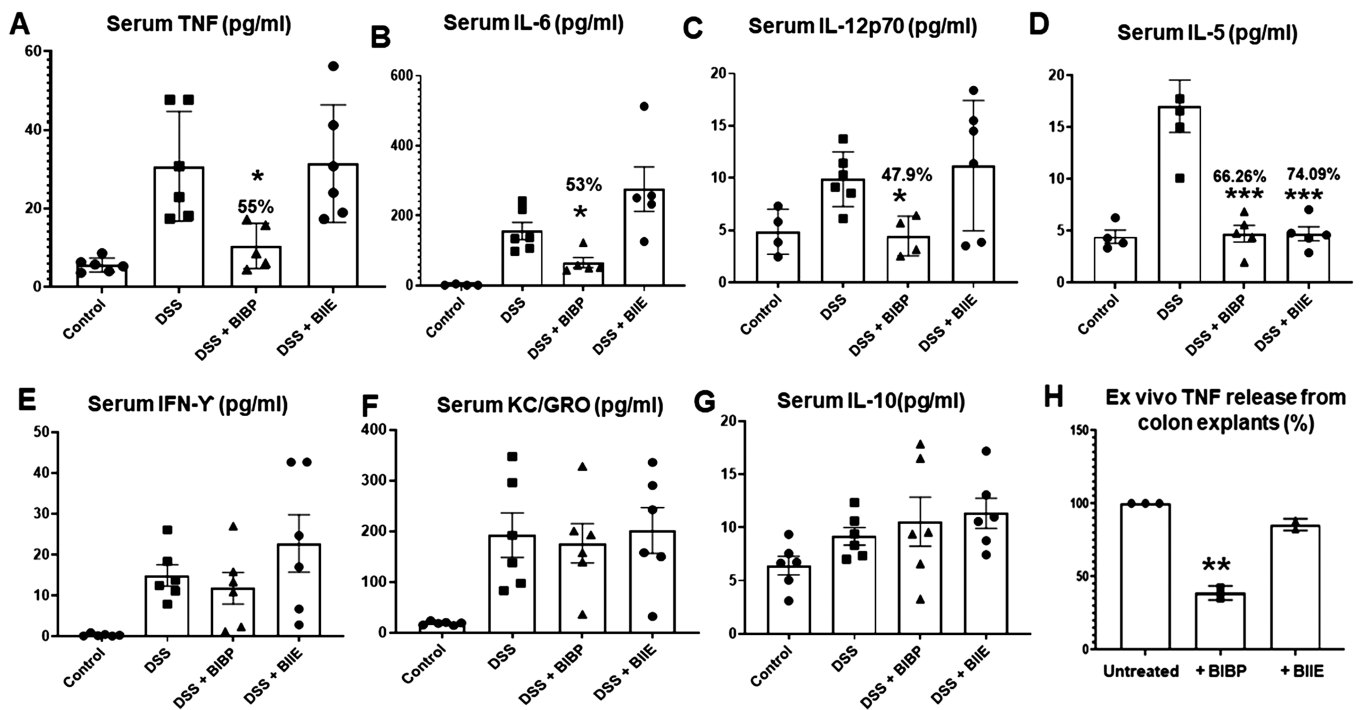 A
Serum TNF (pg/ml)
60
40
20
0
*
55%
Control
DSS
DSS + BIBP
DSS + BIIE
B
Serum IL-6 (pg/ml)
600
400
200
0
53%
*
Control
DSS
DSS + BIBP
DSS + BIIE
C
Serum IL-12p70 (pg/ml)
20
15
10
5
0
47.9%
*
Control
DSS
DSS + BIBP
DSS + BIIE
D
Serum IL-5 (pg/ml)
20
15
10
5
0
66.26%
***
74.09%
***
Control
DSS
DSS + BIBP
DSS + BIIE
E
Serum IFN-ϒ (pg/ml)
50
40
30
20
10
0
Control
DSS
DSS + BIBP
DSS + BIIE
F
Serum KC/GRO (pg/ml)
400
300
200
100
0
Control
DSS
DSS + BIBP
DSS + BIIE
G
Serum IL-10(pg/ml)
20
15
10
5
0
Control
DSS
DSS + BIBP
DSS + BIIE
H
Ex vivo TNF release from
colon explants (%)
150
100
50
0
**
Untreated
+ BIBP
+ BIIE